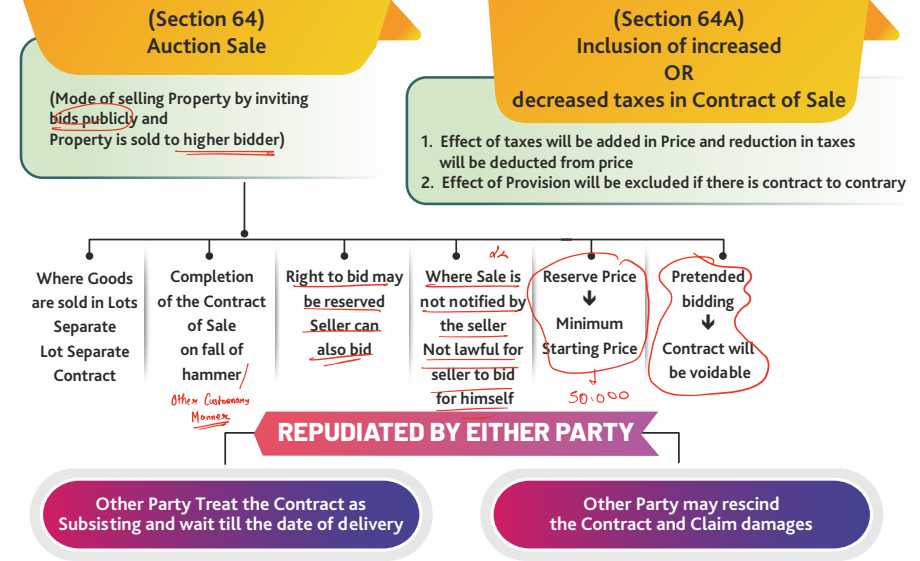 (Section 64)
Auction Sale
(Mode of selling Property by inviting
bids publicly and
Property is sold to higher bidder)
(Section 64A)
Inclusion of increased
OR
decreased taxes in Contract of Sale
1. Effect of taxes will be added in Price and reduction in taxes
will be deducted from price
2. Effect of Provision will be excluded if there is contract to contrary
Where Goods
are sold in Lots
Separate
Lot Separate
Contract
Completion
of the Contract
of Sale
on fall of
hammer/
Other Customary
Manner
Right to bid may
be reserved
Seller can
also bid
Where Sale is
not notified by
the seller
Not lawful for
seller to bid
for himself
Reserve Price
Minimum
Starting Price
50,000
Pretended
bidding
Contract will
be voidable
REPUDIATED BY EITHER PARTY
Other Party Treat the Contract as
Subsisting and wait till the date of delivery
Other Party may rescind
the Contract and Claim damages